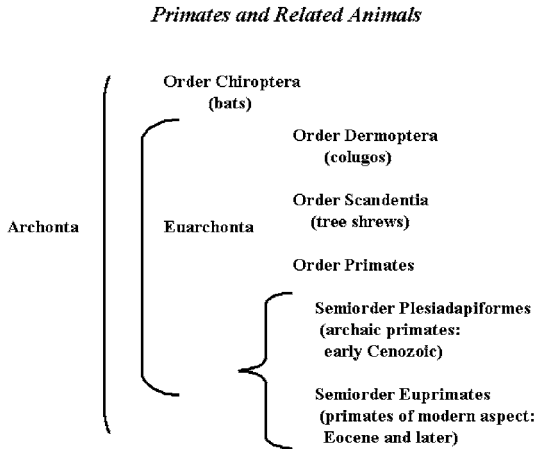 Primates and Related Animals
Order Chiroptera
(bats)
Order Dermoptera
(colugos)
Order Scandentia
(tree shrews)
Archonta
Euarchonta
Order Primates
Semiorder Plesiadapiformes
(archaic primates:
early Cenozoic)
Semiorder Euprimates
(primates of modern aspect:
Eocene and later)